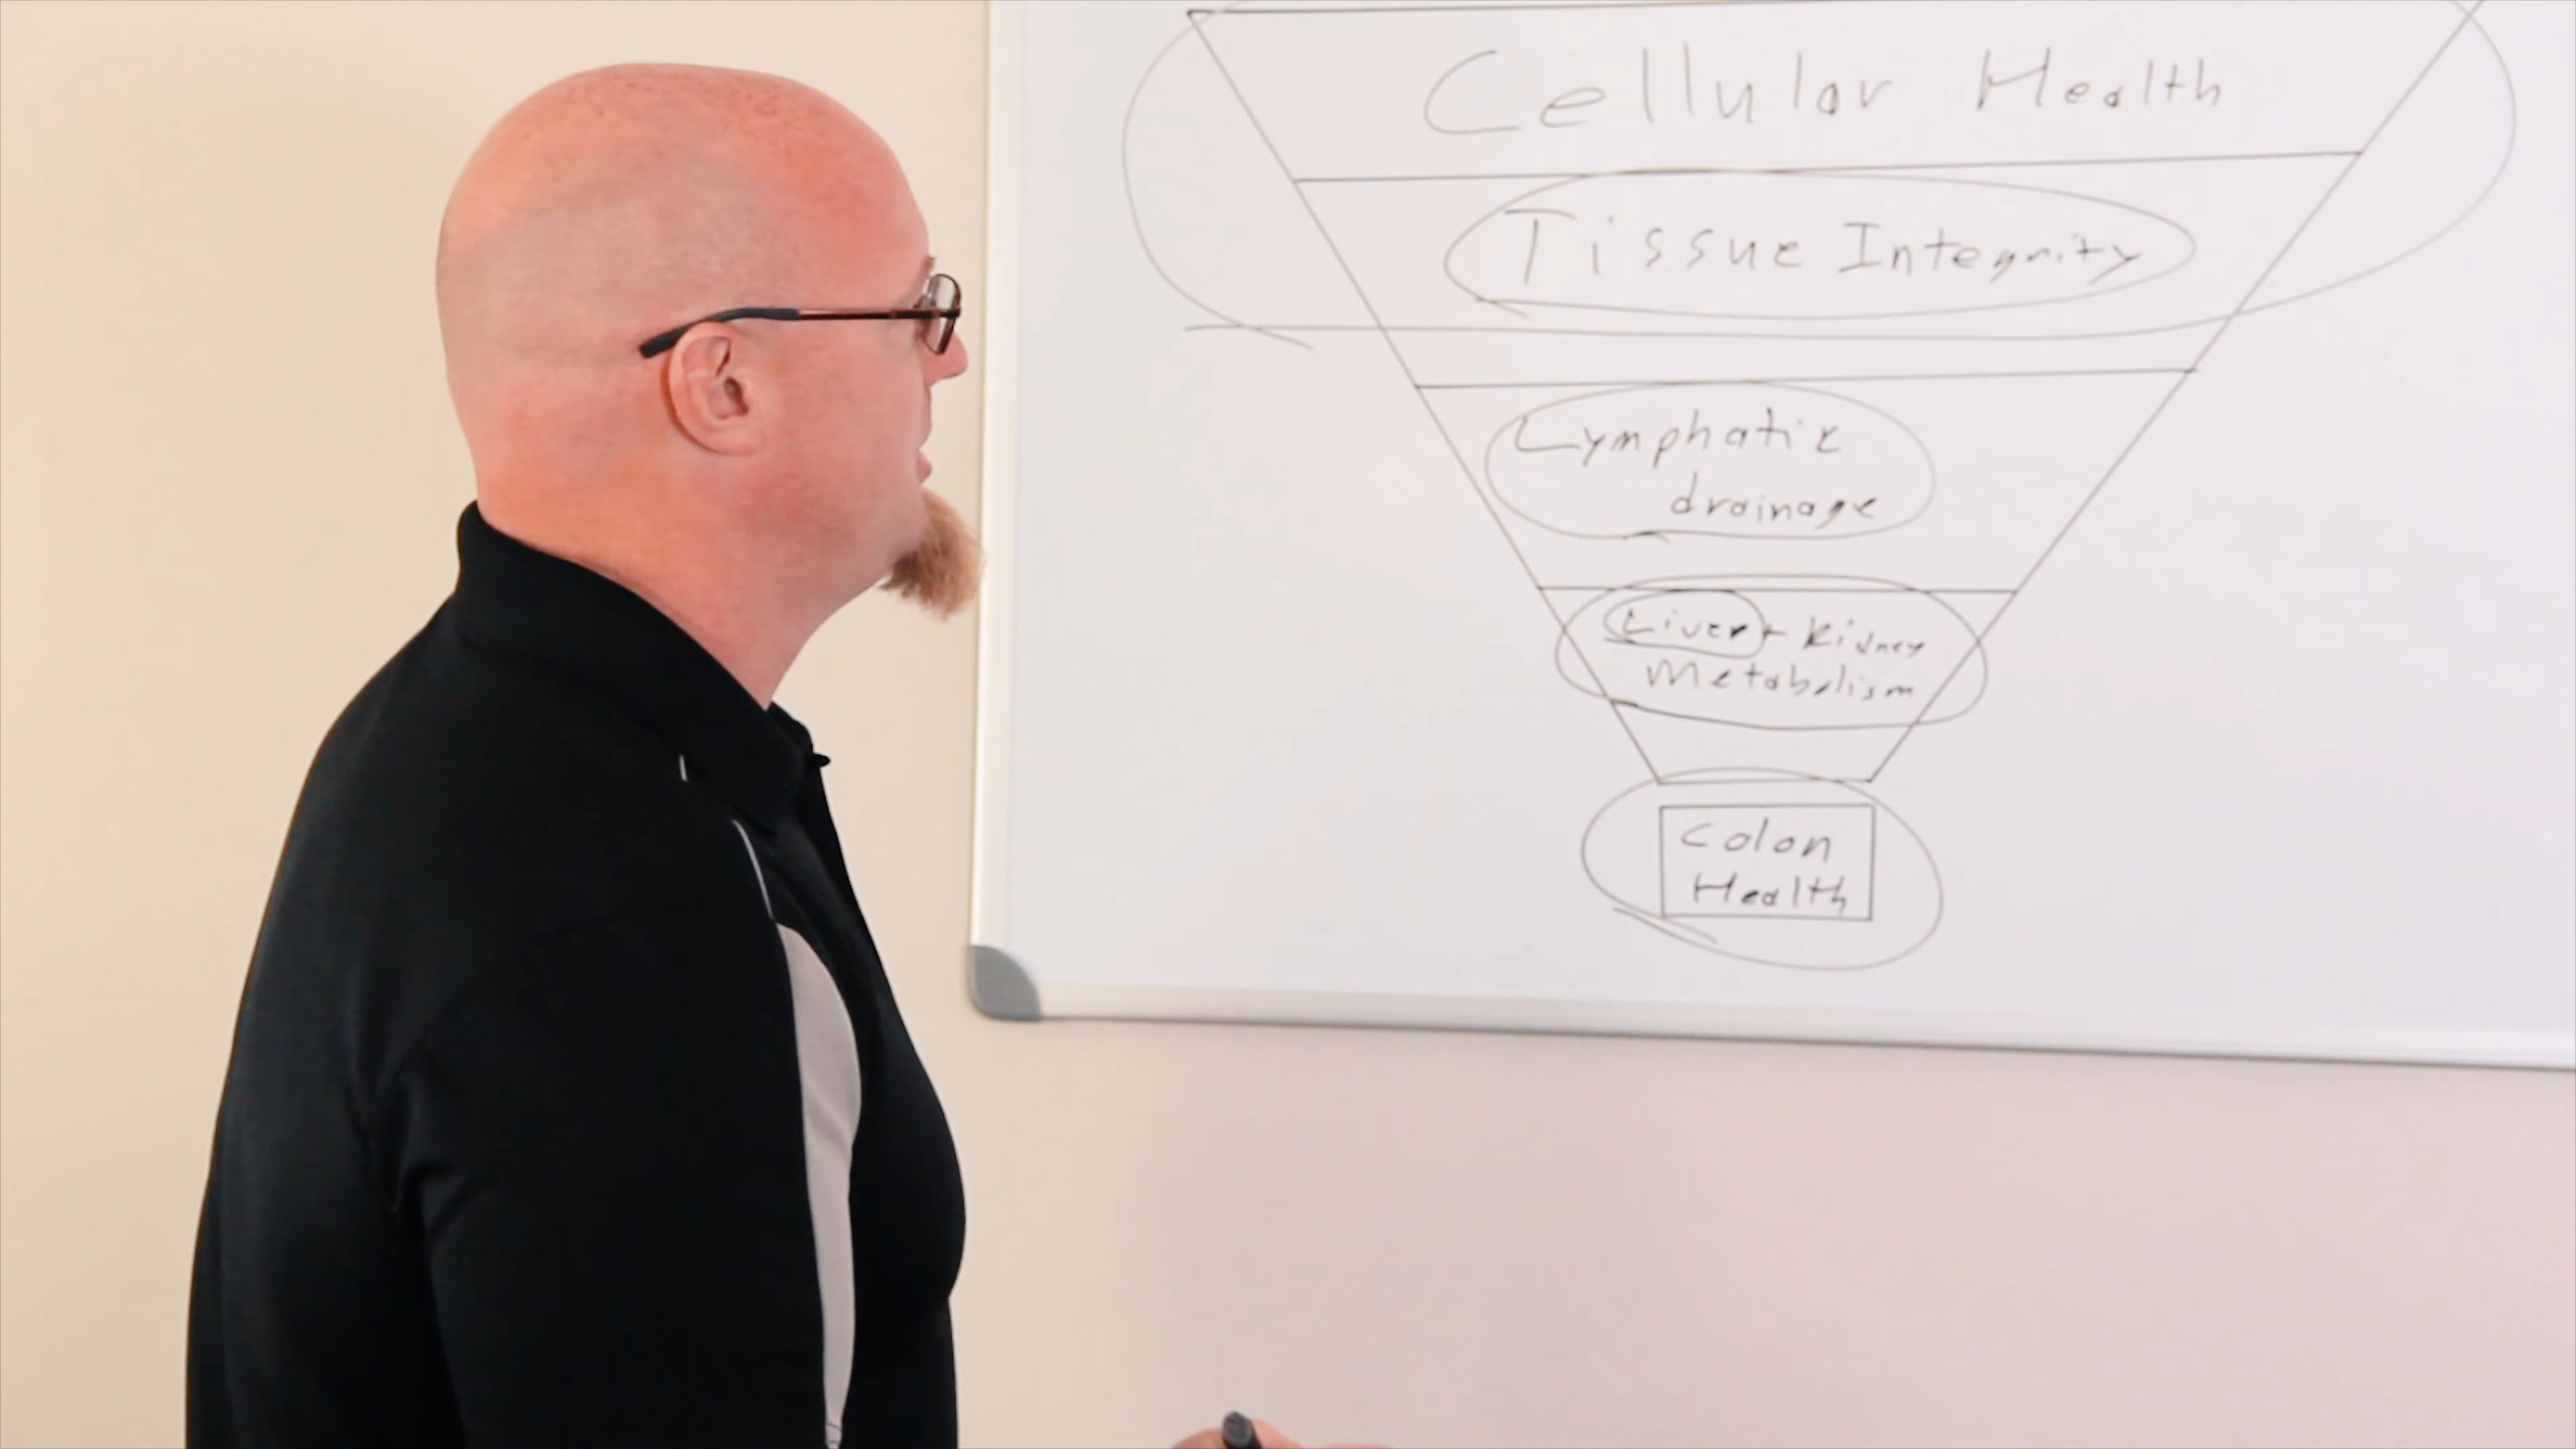 Cellular Health
Tissue Integrity
Lymphatic
drainage
Liver + Kidney
Metabolism
Colon
Health